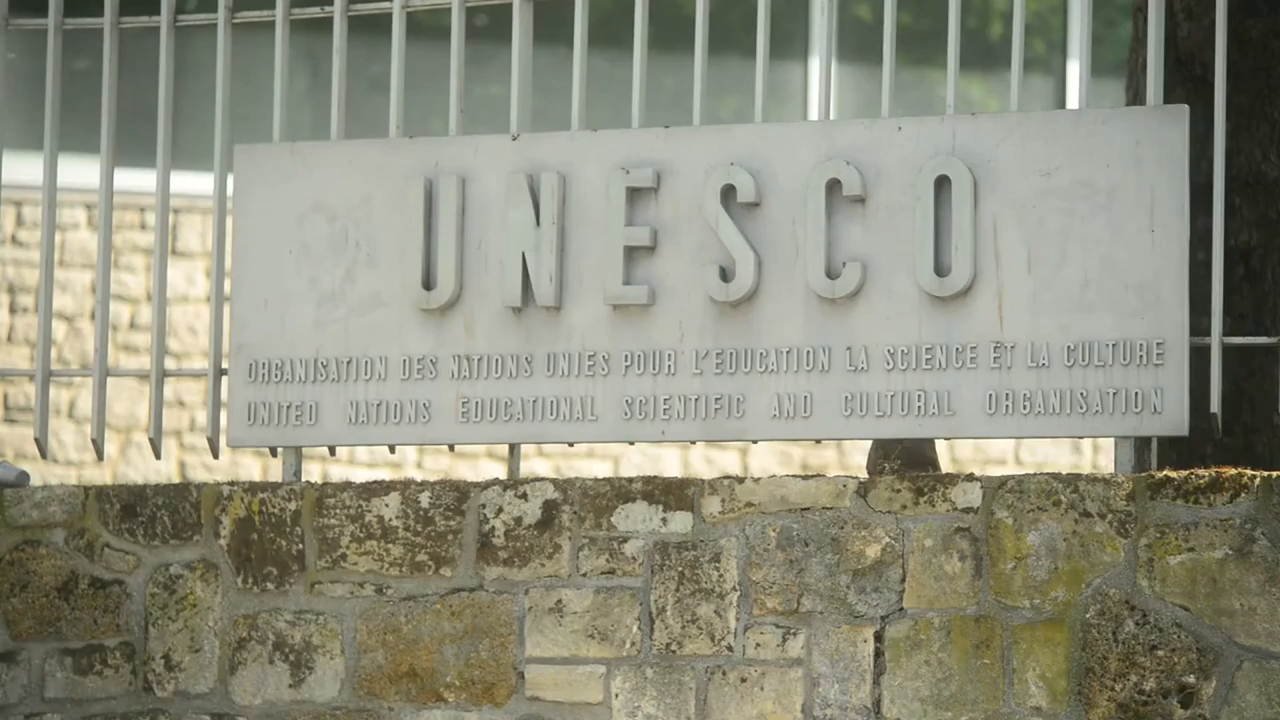 UNESCO
ORGANISATION DES NATIONS UNIES POUR L'EDUCATION LA SCIENCE ET LA CULTURE
UNITED NATIONS EDUCATIONAL SCIENTIFIC AND CULTURAL ORGANISATION